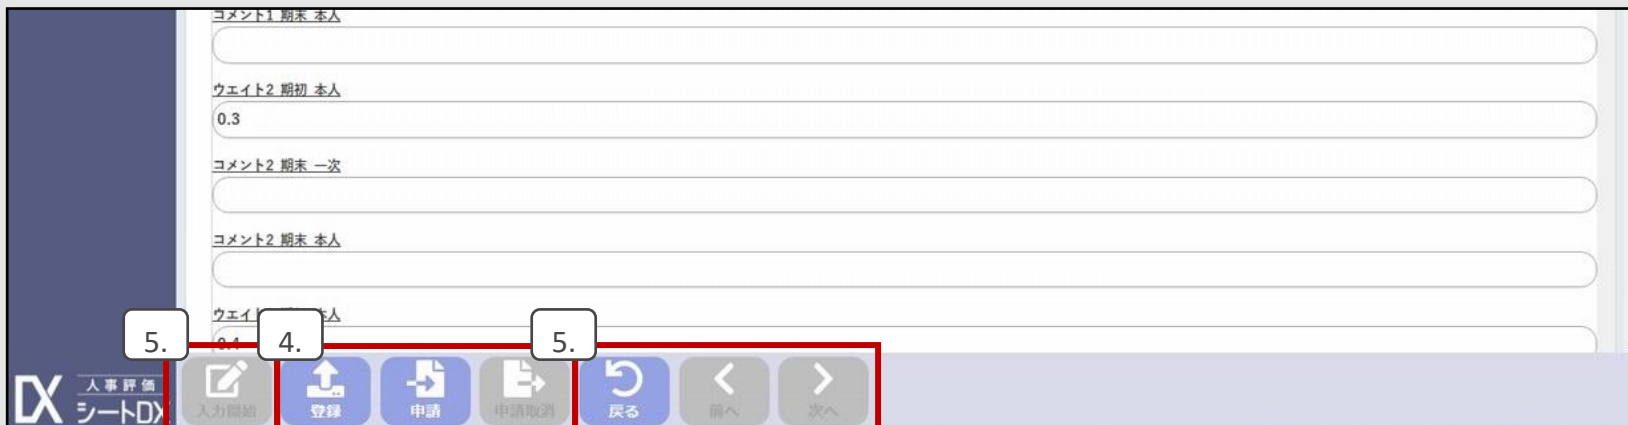 コメント1 期末 本人
ウエイト2 期初 本人
0.3
コメント2 期末 一次
コメント2 期末 本人
5.
4.
5.
人事評価
シートDX
入力開始
登録
申請
申請取消
戻る
前へ
次へ